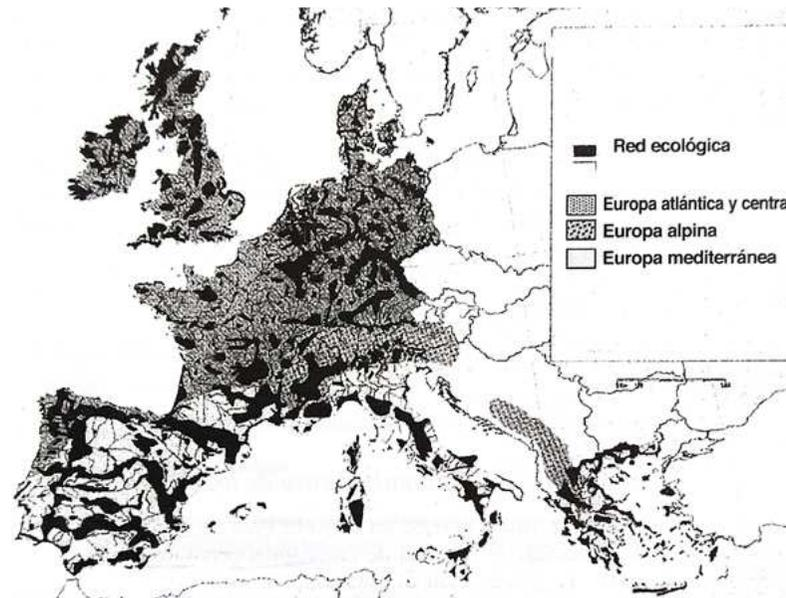 Red ecológica
Europa atlántica y centra
Europa alpina
Europa mediterránea